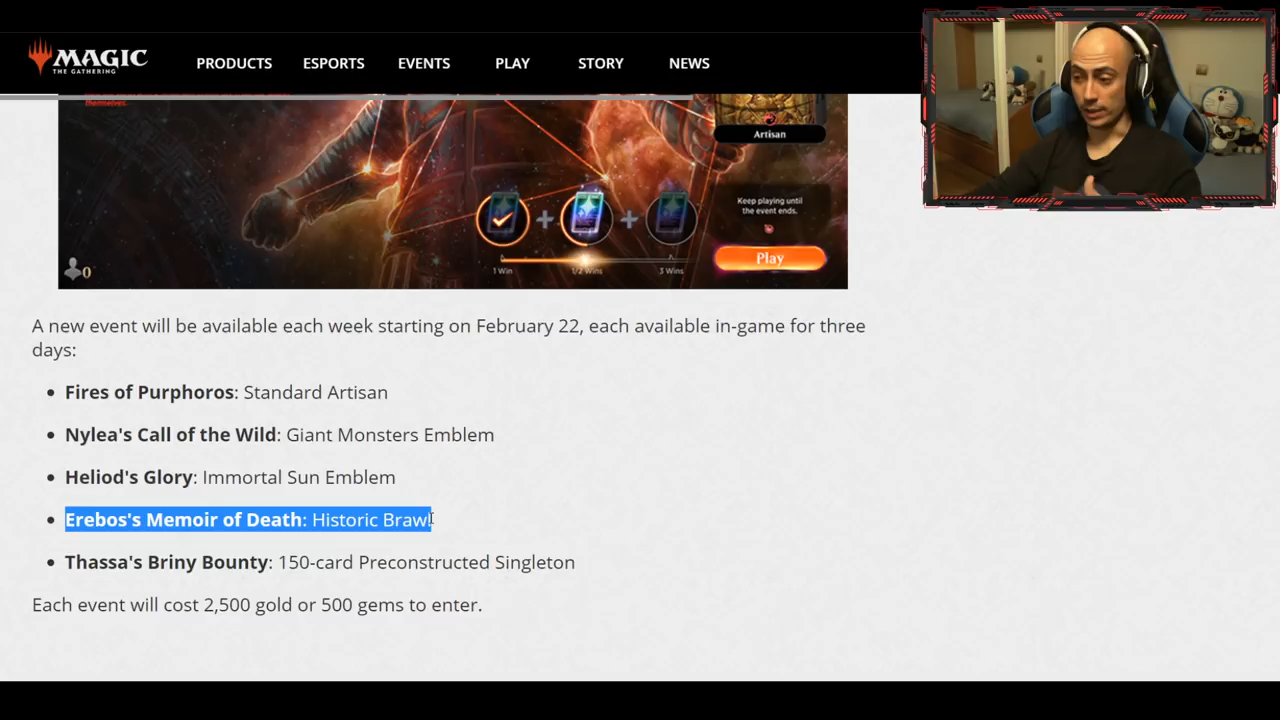 MAGIC
THE GATHERING
PRODUCTS ESPORTS EVENTS PLAY STORY NEWS
themselves.
Artisan
Keep playing until
the event ends.
Play
1 Win 1/2 Wins 3 Wins
0
A new event will be available each week starting on February 22, each available in-game for three
days:
• Fires of Purphoros: Standard Artisan
• Nylea's Call of the Wild: Giant Monsters Emblem
• Heliod's Glory: Immortal Sun Emblem
• Erebos's Memoir of Death: Historic Brawl
• Thassa's Briny Bounty: 150-card Preconstructed Singleton
Each event will cost 2,500 gold or 500 gems to enter.